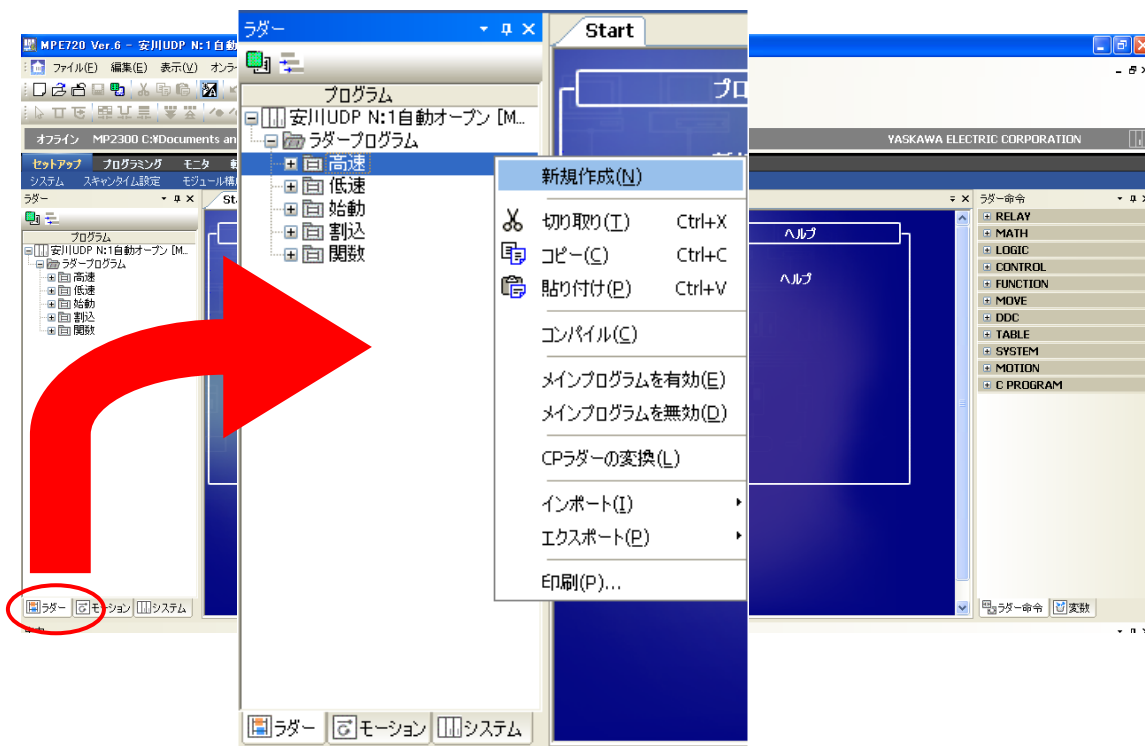 MPE720 Ver.6 - 安川UDP N:1自動
ファイル(F) 編集(E) 表示(V) オンラ
オフライン MP2300 C:¥Documents an
YASKAWA ELECTRIC CORPORATION
セットアップ プログラミング モニタ
システム スキャンタイム設定 モジュール構
ラダー
プログラム
安川UDP N:1自動オープン [M...
ラダープログラム
高速
低速
始動
割込
関数
ラダー モーション システム
ラダー
プログラム
安川UDP N:1自動オープン [M...
ラダープログラム
高速
低速
始動
割込
関数
ラダー モーション システム
Start
新規作成(N)
切り取り(T) Ctrl+X
コピー(C) Ctrl+C
貼り付け(P) Ctrl+V
コンパイル(C)
メインプログラムを有効(E)
メインプログラムを無効(D)
CPラダーの変換(L)
インポート(I)
エクスポート(P)
印刷(P)...
ヘルプ
ヘルプ
ラダー命令
RELAY
MATH
LOGIC
CONTROL
FUNCTION
MOVE
DDC
TABLE
SYSTEM
MOTION
C PROGRAM
ラダー命令 変数